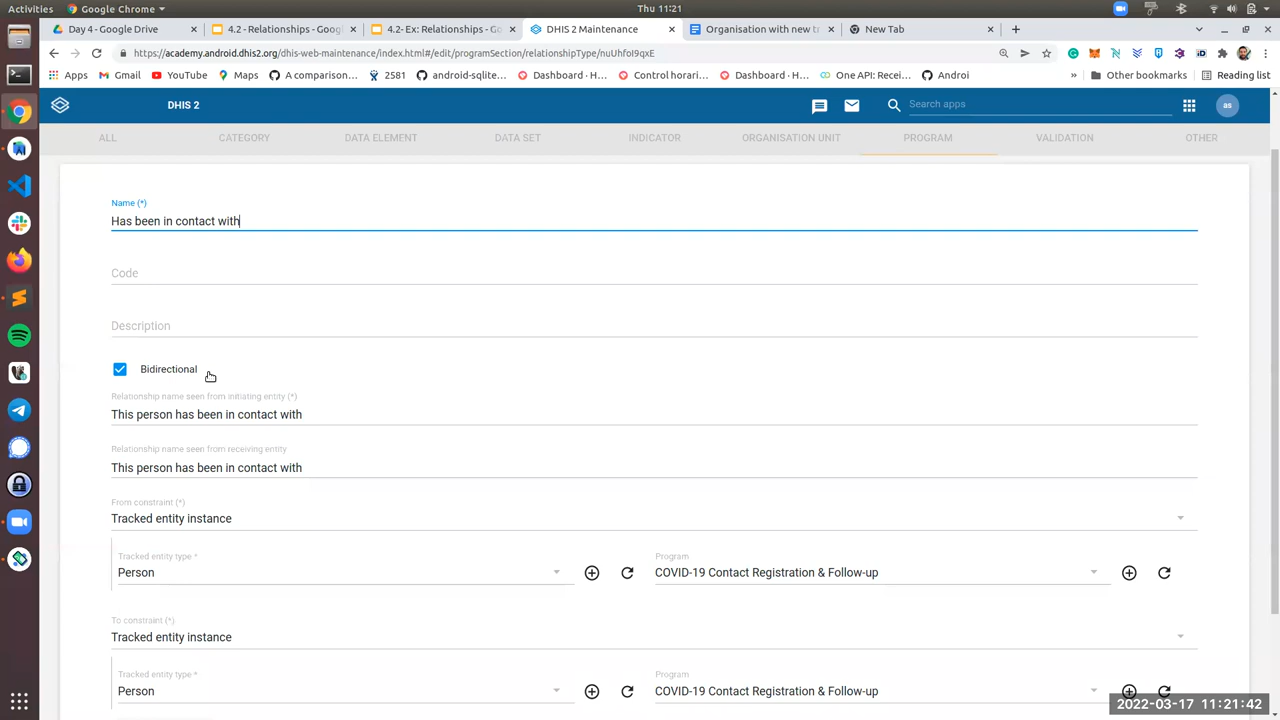 Activities
Google Chrome
Thu 11:21
Day 4 - Google Drive
4.2 - Relationships - Goog
4.2- Ex: Relationships - Go
DHIS 2 Maintenance
Organisation with new t
New Tab
https://academy.android.dhis2.org/dhis-web-maintenance/index.html#/edit/programSection/relationshipType/nuUhfoI9qxE
Apps
Gmail
YouTube
Maps
A comparison...
2581
android-sqlite...
Dashboard · H...
Control horari...
Dashboard · H...
One API: Recei...
Androi
»
Other bookmarks
Reading list
DHIS 2
Search apps
as
ALL
CATEGORY
DATA ELEMENT
DATA SET
INDICATOR
ORGANISATION UNIT
PROGRAM
VALIDATION
OTHER
Name (*)
Has been in contact with
Code
Description
Bidirectional
Relationship name seen from initiating entity (*)
This person has been in contact with
Relationship name seen from receiving entity
This person has been in contact with
From constraint (*)
Tracked entity instance
Tracked entity type *
Program
Person
COVID-19 Contact Registration & Follow-up
To constraint (*)
Tracked entity instance
Tracked entity type *
Program
Person
COVID-19 Contact Registration & Follow-up
2022-03-17 11:21:42